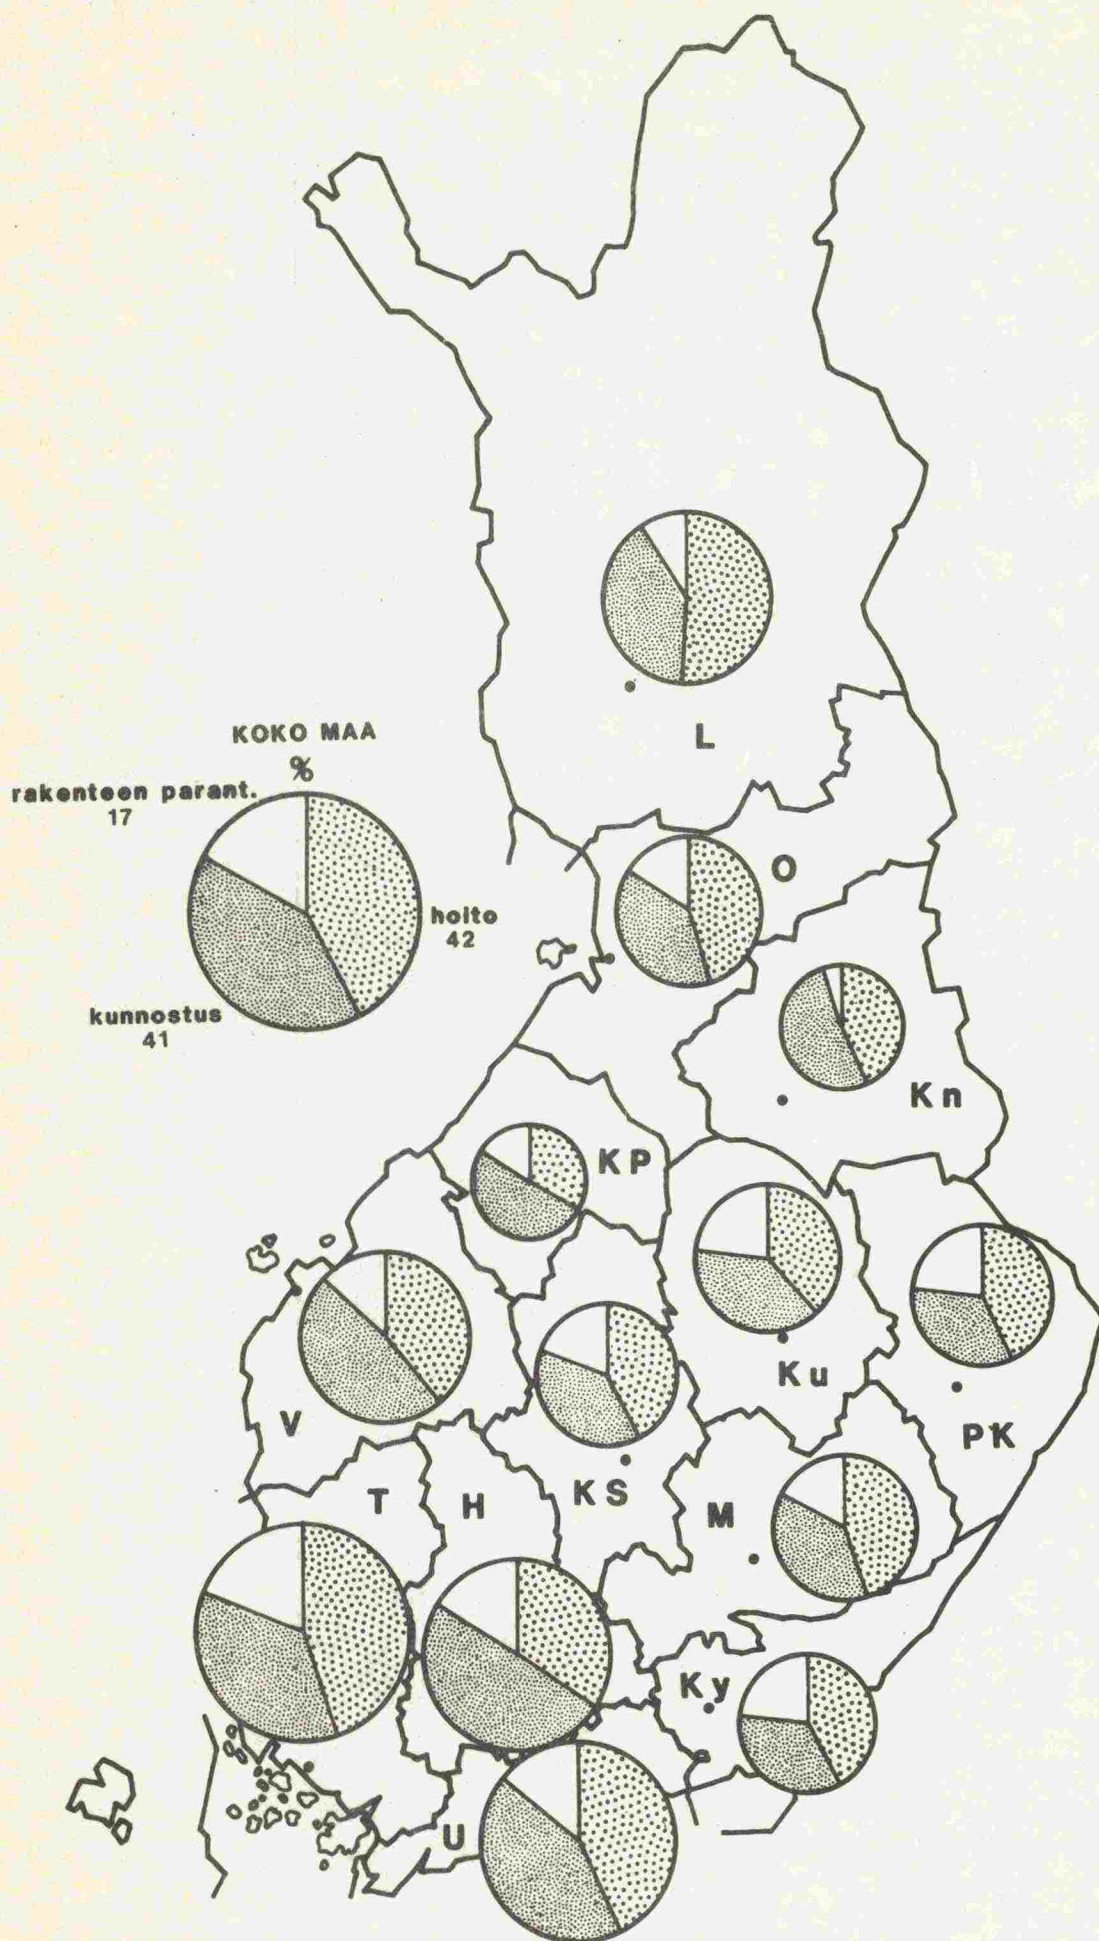 L
KOKO MAA
%
rakenteen parant.
17
O
hoito
42
kunnostus
41
Kn
KP
Ku
V
PK
KS
T
H
M
Ky
U